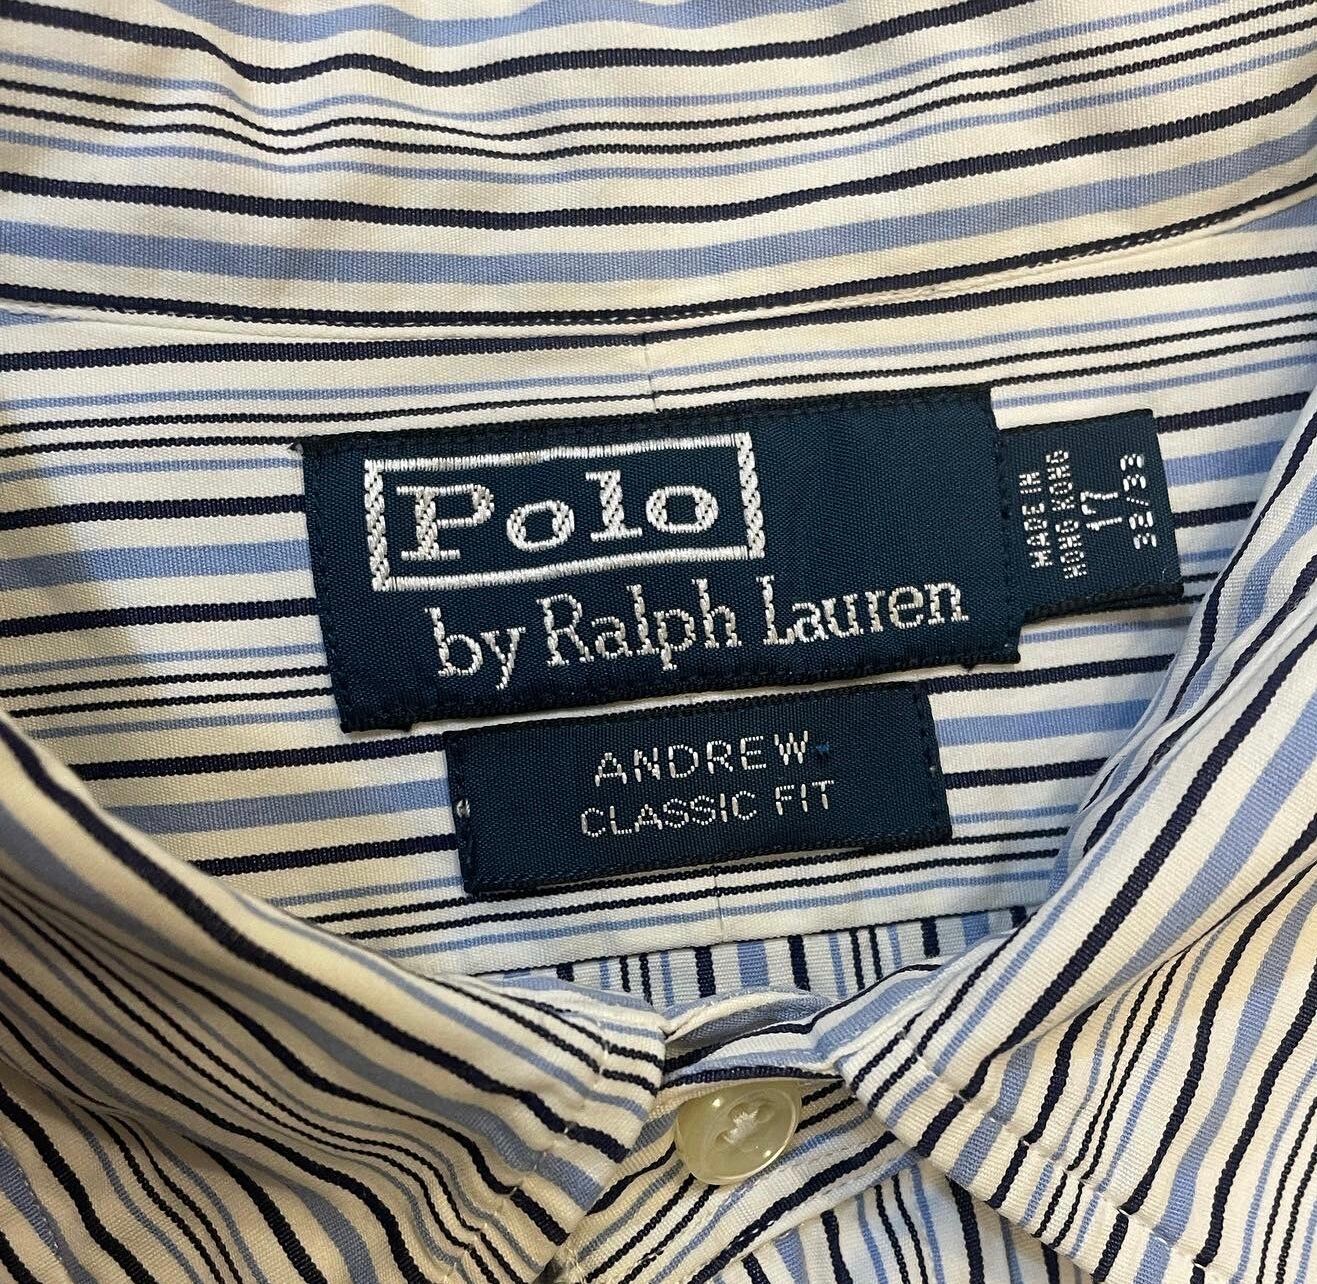 Polo
by Ralph Lauren
MADE IN
HONG KONG
17
32/33
ANDREW
CLASSIC FIT